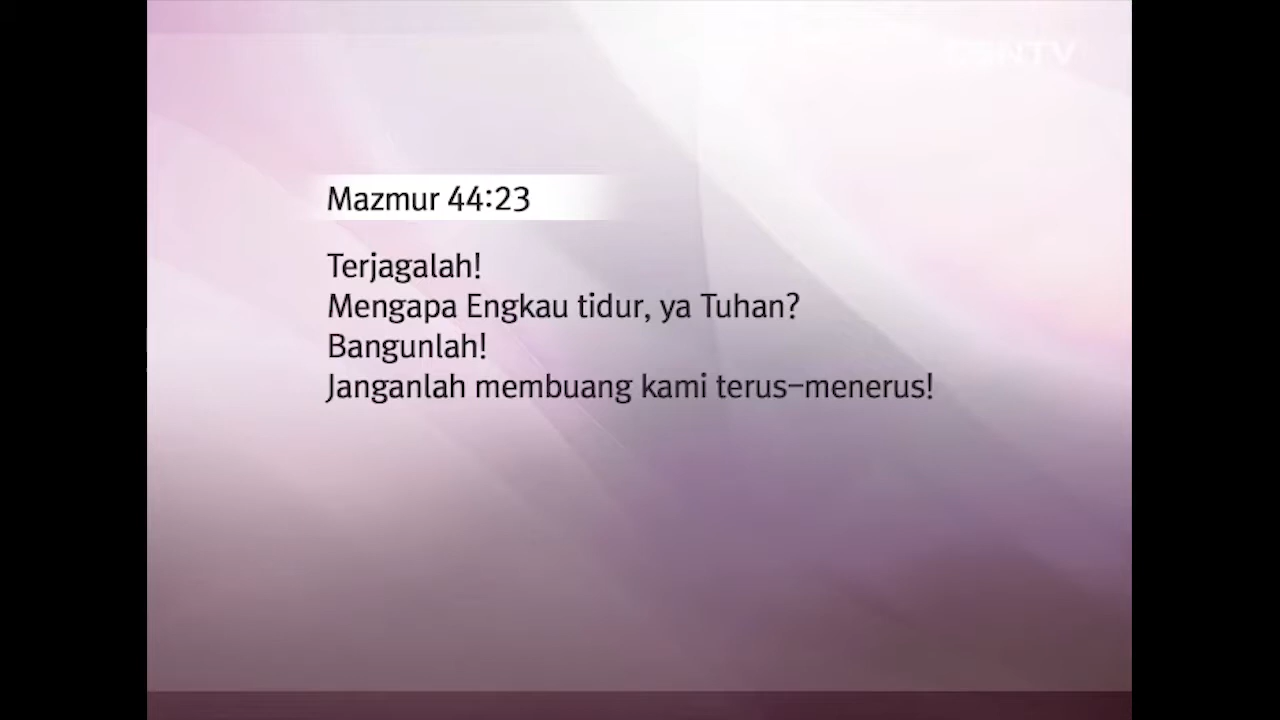 Mazmur 44:23
Terjagalah!
Mengapa Engkau tidur, ya Tuhan?
Bangunlah!
Janganlah membuang kami terus-menerus!